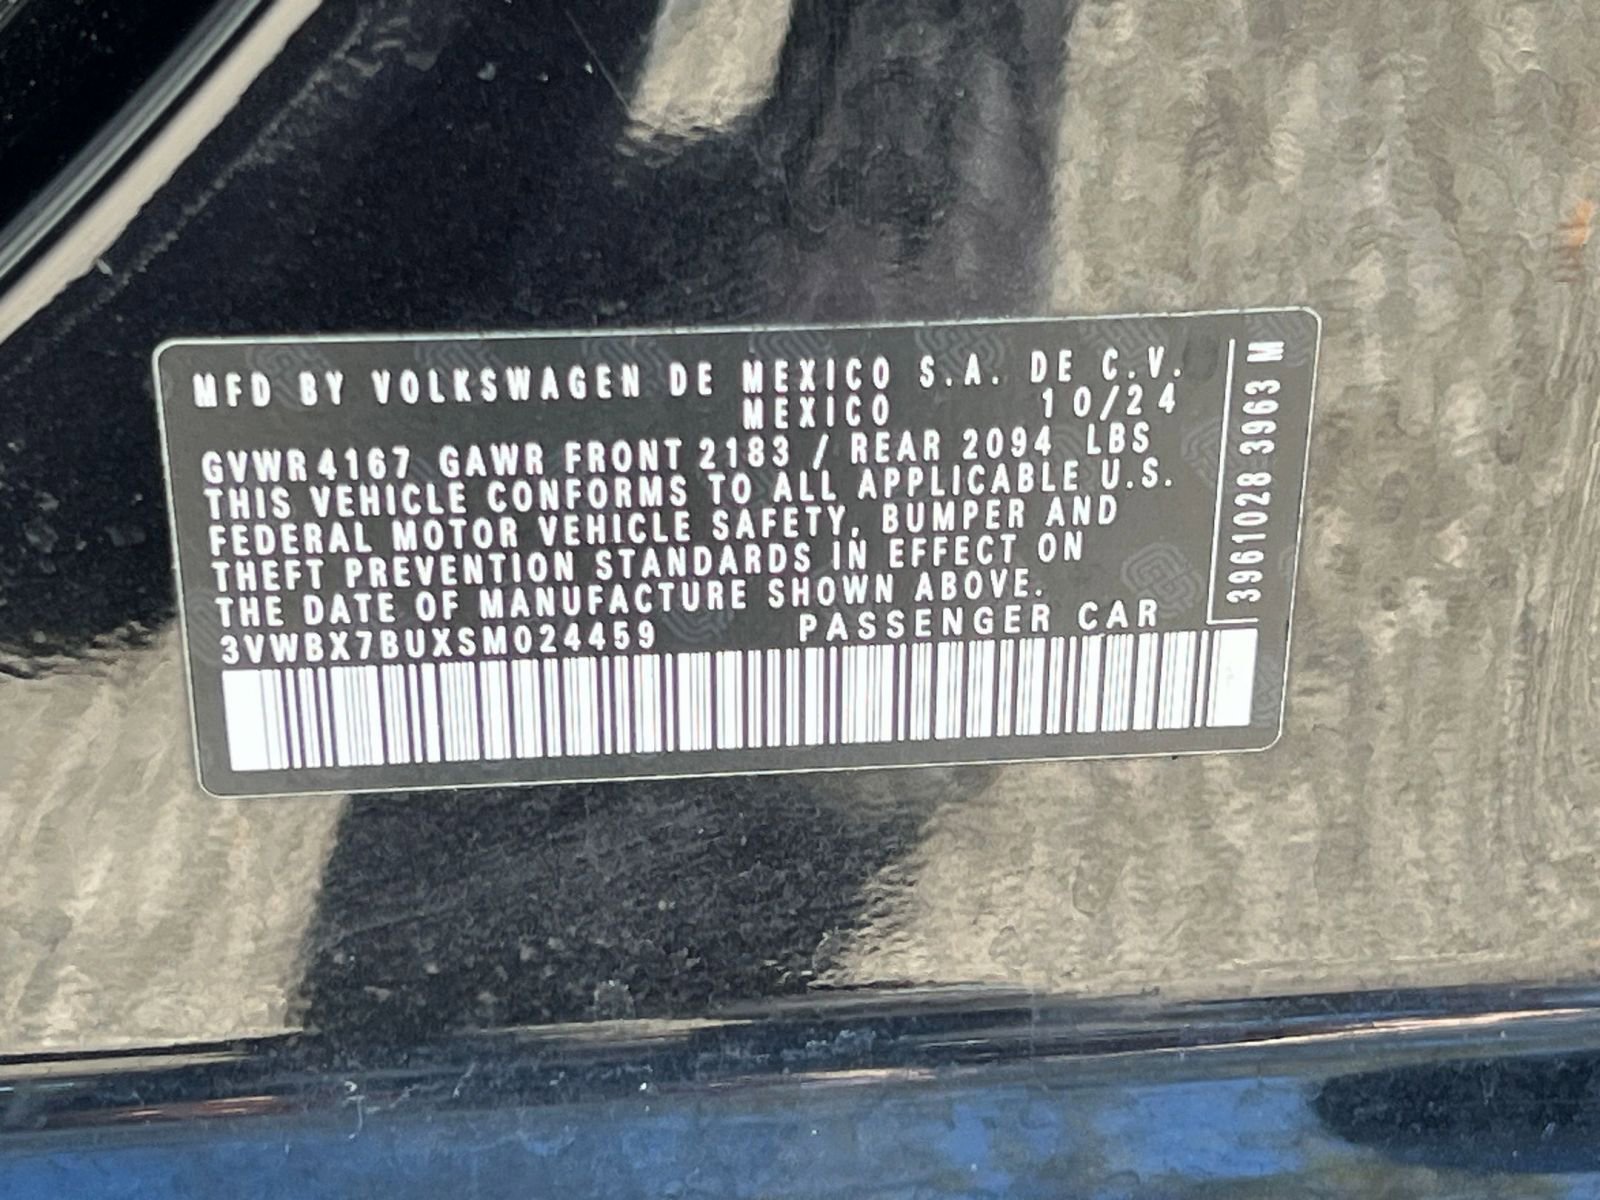 MFD BY VOLKSWAGEN DE MEXICO S.A. DE C.V.
MEXICO 10/24
GVWR 4167 GAWR FRONT 2183 / REAR 2094 LBS
THIS VEHICLE CONFORMS TO ALL APPLICABLE U.S.
FEDERAL MOTOR VEHICLE SAFETY, BUMPER AND
THEFT PREVENTION STANDARDS IN EFFECT ON
THE DATE OF MANUFACTURE SHOWN ABOVE.
3VWBX7BUXSM024459 PASSENGER CAR
3961028 3963 M